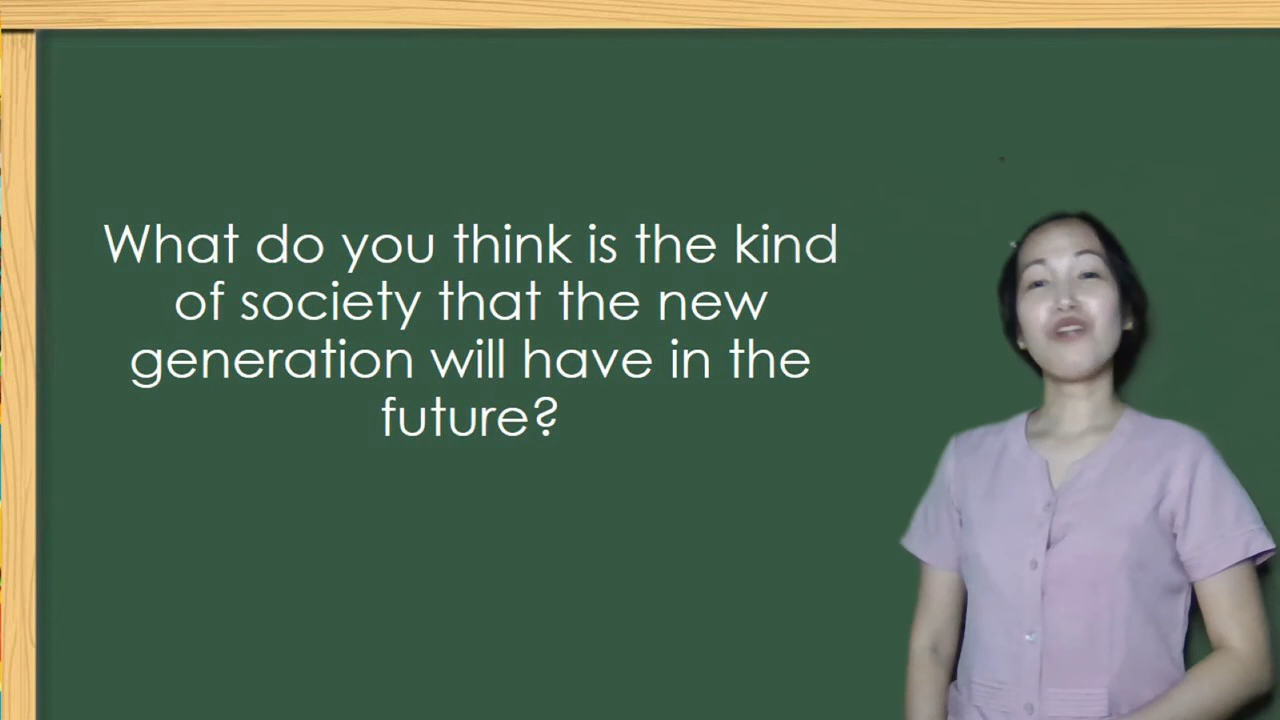 What do you think is the kind
of society that the new
generation will have in the
future?